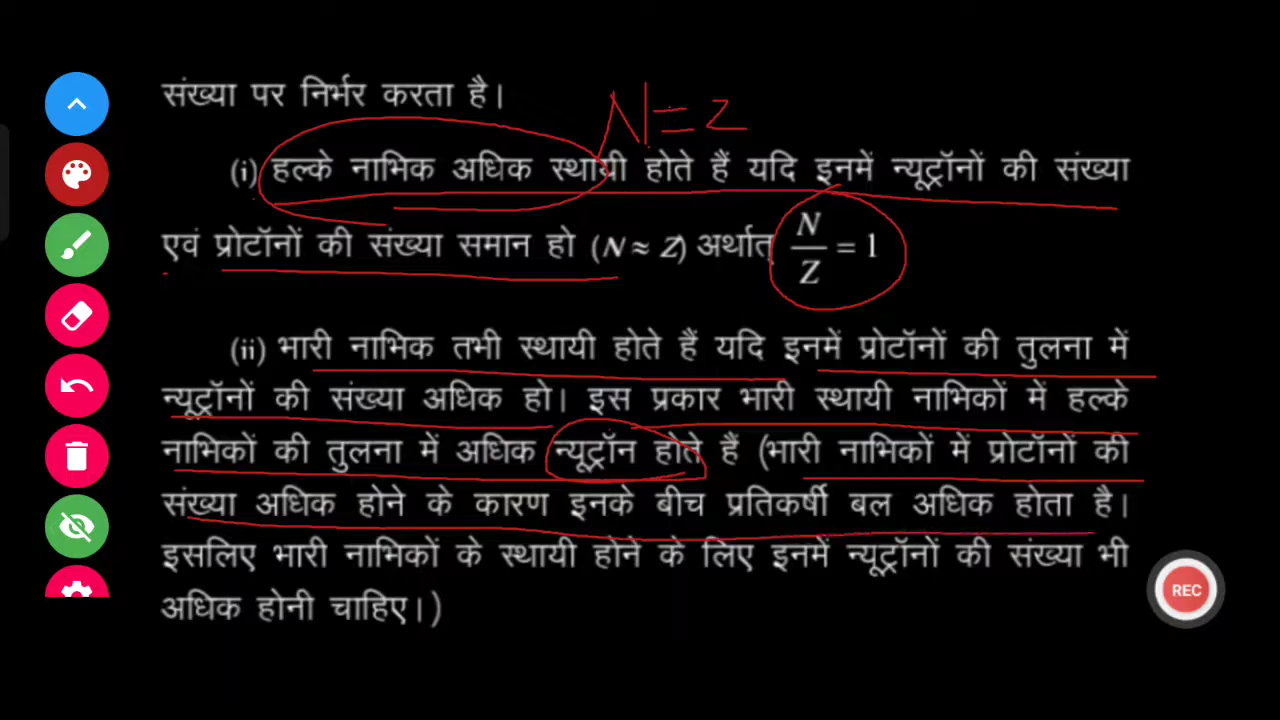 संख्या पर निर्भर करता है।
N=z
(i) हल्के नाभिक अधिक स्थायी होते हैं यदि इनमें न्यूट्रॉनों की संख्या
एवं प्रोटॉनों की संख्या समान हो (N ≈ Z) अर्थात् N/Z = 1
(ii) भारी नाभिक तभी स्थायी होते हैं यदि इनमें प्रोटॉनों की तुलना में
न्यूट्रॉनों की संख्या अधिक हो। इस प्रकार भारी स्थायी नाभिकों में हल्के
नाभिकों की तुलना में अधिक न्यूट्रॉन होते हैं (भारी नाभिकों में प्रोटॉनों की
संख्या अधिक होने के कारण इनके बीच प्रतिकर्षी बल अधिक होता है।
इसलिए भारी नाभिकों के स्थायी होने के लिए इनमें न्यूट्रॉनों की संख्या भी
अधिक होनी चाहिए।)
REC